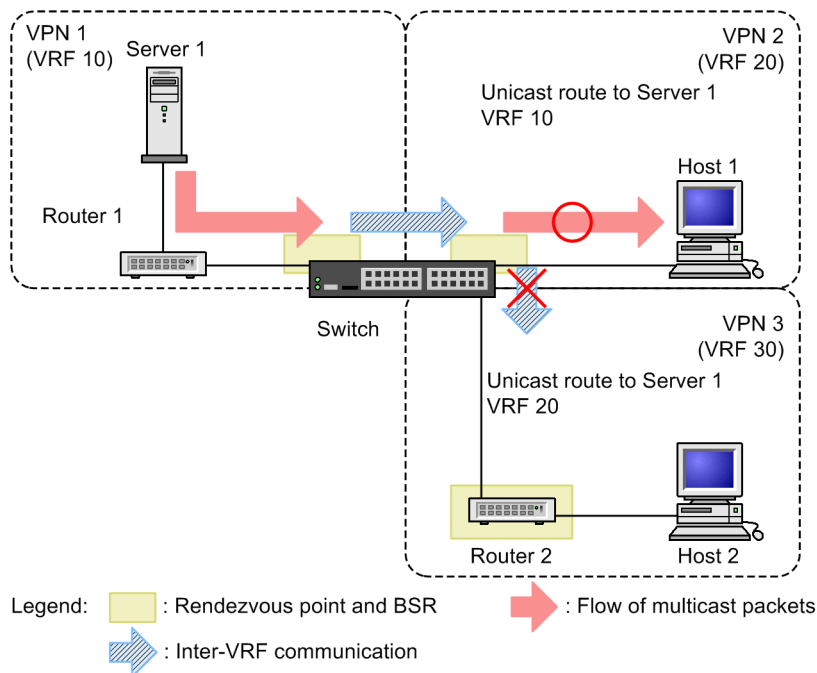 VPN 1
(VRF 10)
Server 1
VPN 2
(VRF 20)
Unicast route to Server 1
VRF 10
Host 1
Router 1
Switch
VPN 3
(VRF 30)
Unicast route to Server 1
VRF 20
Router 2
Host 2
Legend:
: Rendezvous point and BSR
: Flow of multicast packets
: Inter-VRF communication